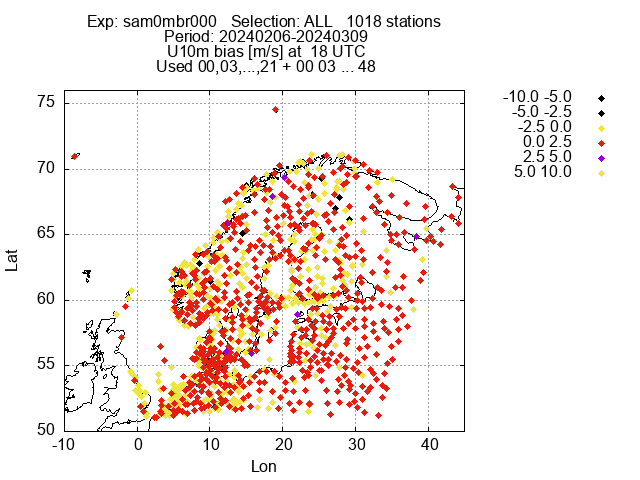 Exp: sam0mbr000   Selection: ALL   1018 stations
Period: 20240206-20240309
U10m bias [m/s] at  18 UTC
Used 00,03,...,21 + 00 03 ... 48
-10.0 -5.0
-5.0 -2.5
-2.5 0.0
0.0 2.5
2.5 5.0
5.0 10.0
75
70
65
60
55
50
Lat
-10 0 10 20 30 40
Lon